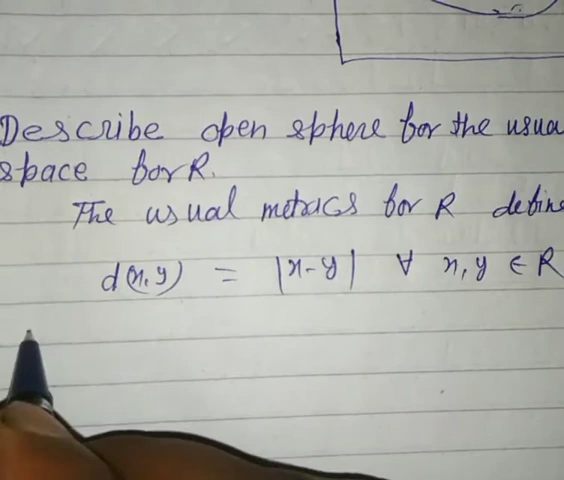 Describe open sphere for the usua
space for R.
The usual metrics for R define
d(x,y) = |x-y| ∀ x,y ∈ R